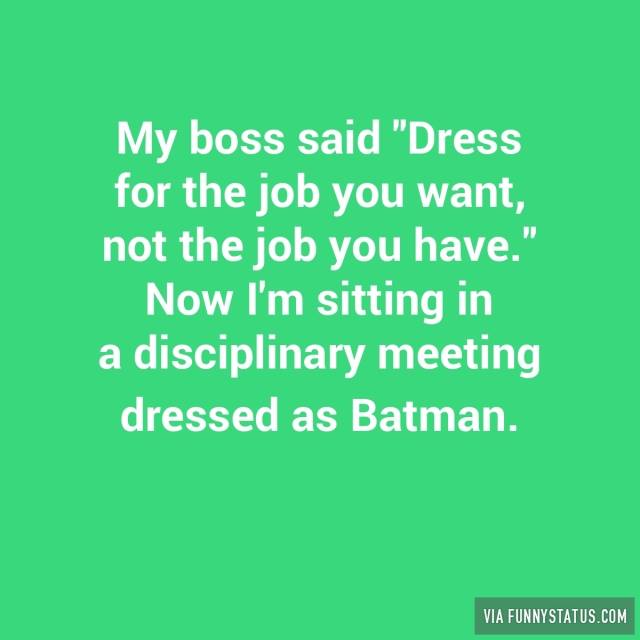 My boss said "Dress
for the job you want,
not the job you have."
Now I'm sitting in
a disciplinary meeting
dressed as Batman.
VIA FUNNYSTATUS.COM